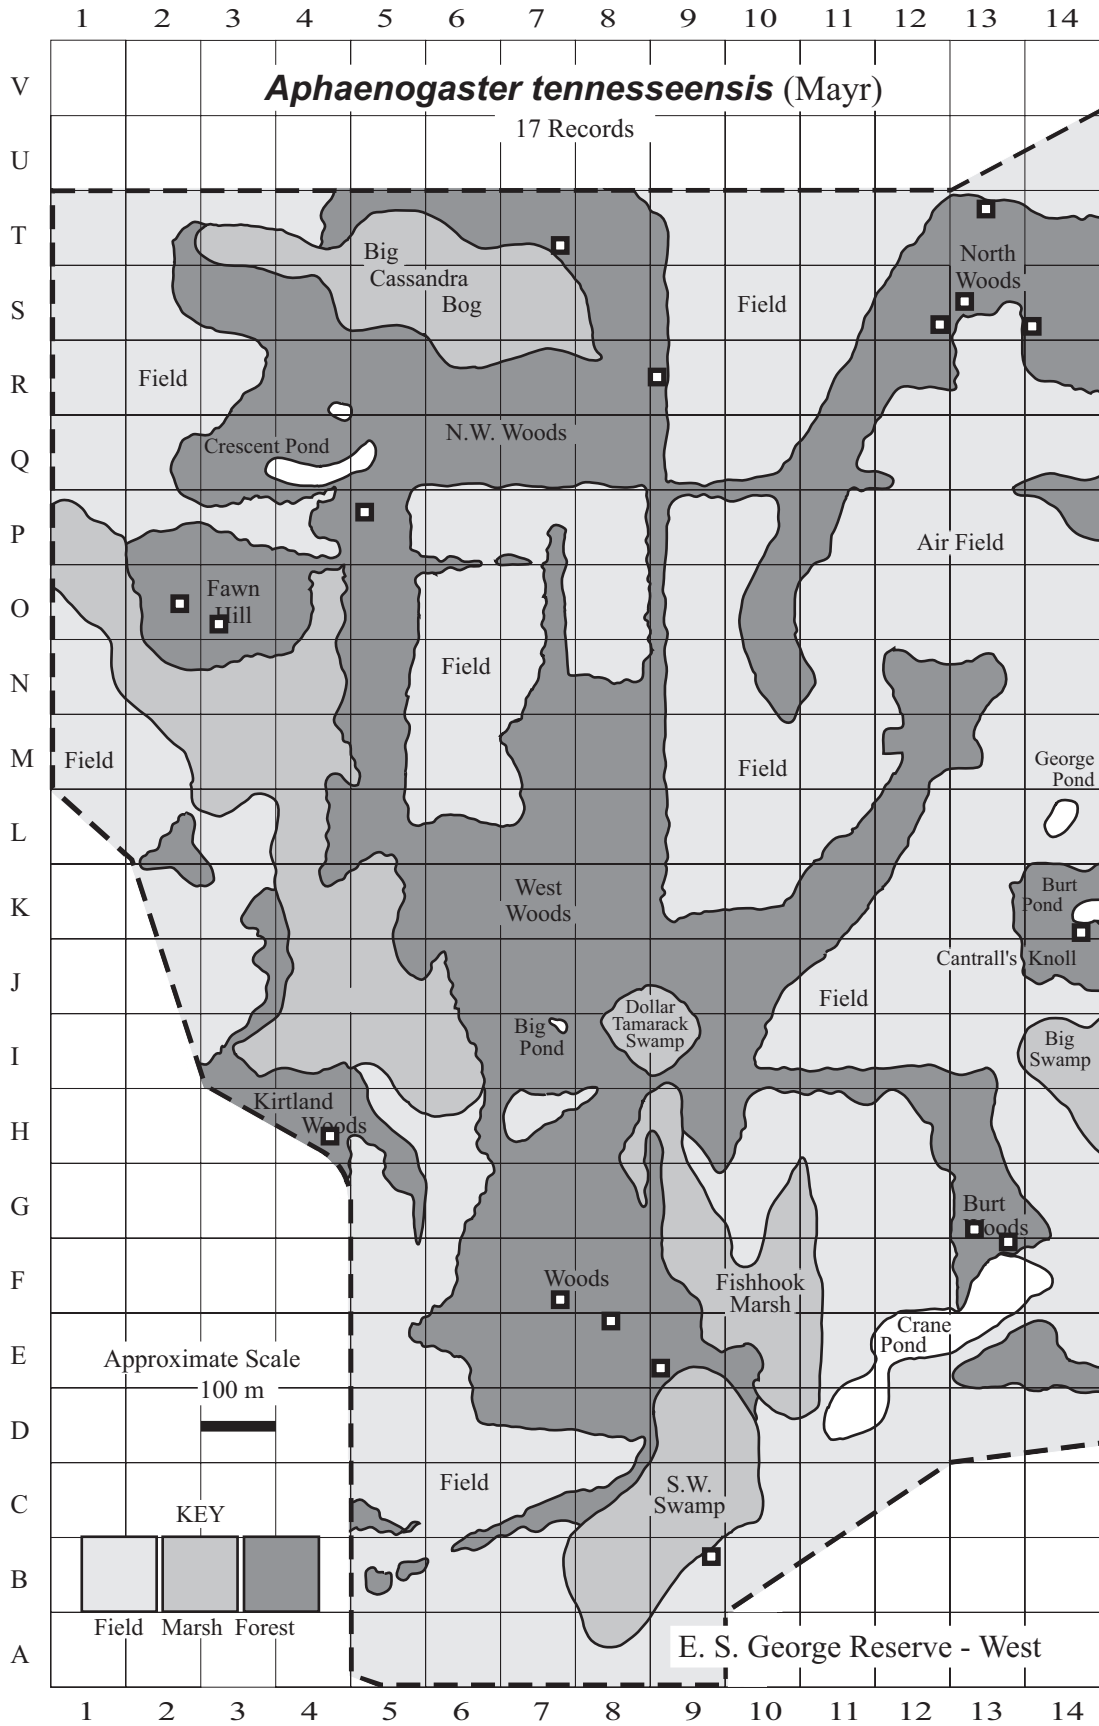 1 2 3 4 5 6 7 8 9 10 11 12 13 14
V
Aphaenogaster tennesseensis (Mayr)
17 Records
U
T
Big
Cassandra
Bog
North
Woods
S
Field
R
Field
N.W. Woods
Crescent Pond
Q
P
Air Field
O
Fawn
Hill
N
Field
M
Field
Field
George
Pond
L
K
West
Woods
Burt
Pond
J
Cantrall's Knoll
Field
Dollar
Tamarack
Swamp
I
Big
Pond
Big
Swamp
H
Kirtland
Woods
G
Burt
Woods
F
Woods
Fishhook
Marsh
E
Crane
Pond
Approximate Scale
100 m
D
C
Field
S.W.
Swamp
KEY
B
Field Marsh Forest
A
E. S. George Reserve - West
1 2 3 4 5 6 7 8 9 10 11 12 13 14